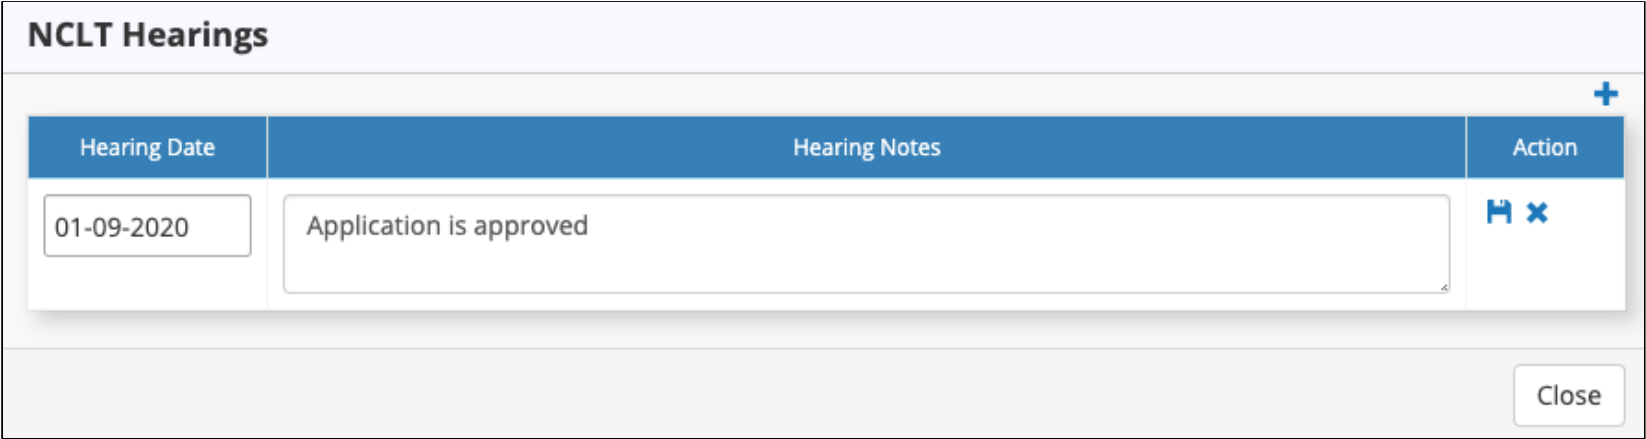 NCLT Hearings
Hearing Date Hearing Notes Action
01-09-2020 Application is approved
Close